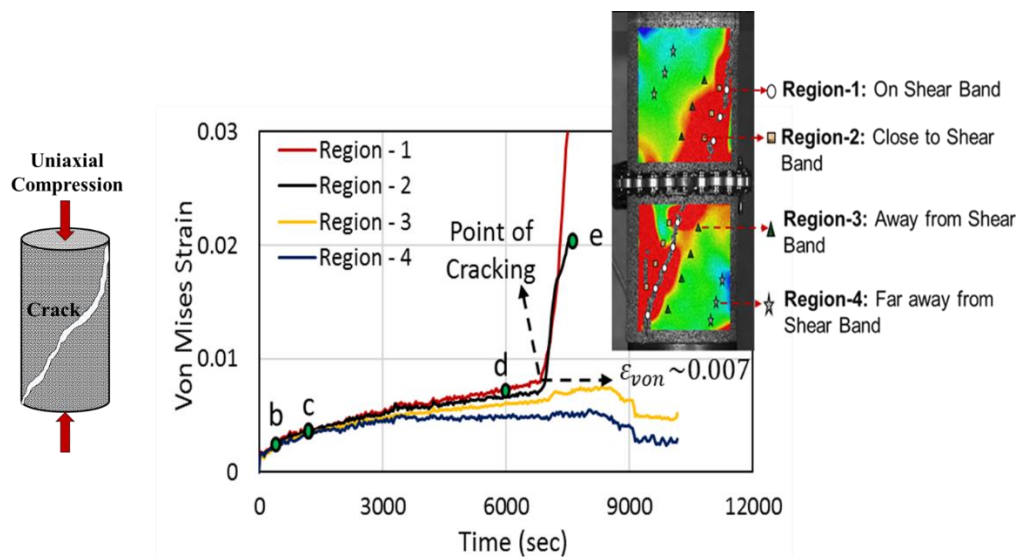 Uniaxial
Compression
Crack
Von Mises Strain
0.03
0.02
0.01
0
0
3000
6000
9000
12000
Time (sec)
Region - 1
Region - 2
Region - 3
Region - 4
Point of
Cracking
b
c
d
e
εvon ~0.007
Region-1: On Shear Band
Region-2: Close to Shear
Band
Region-3: Away from Shear
Band
Region-4: Far away from
Shear Band